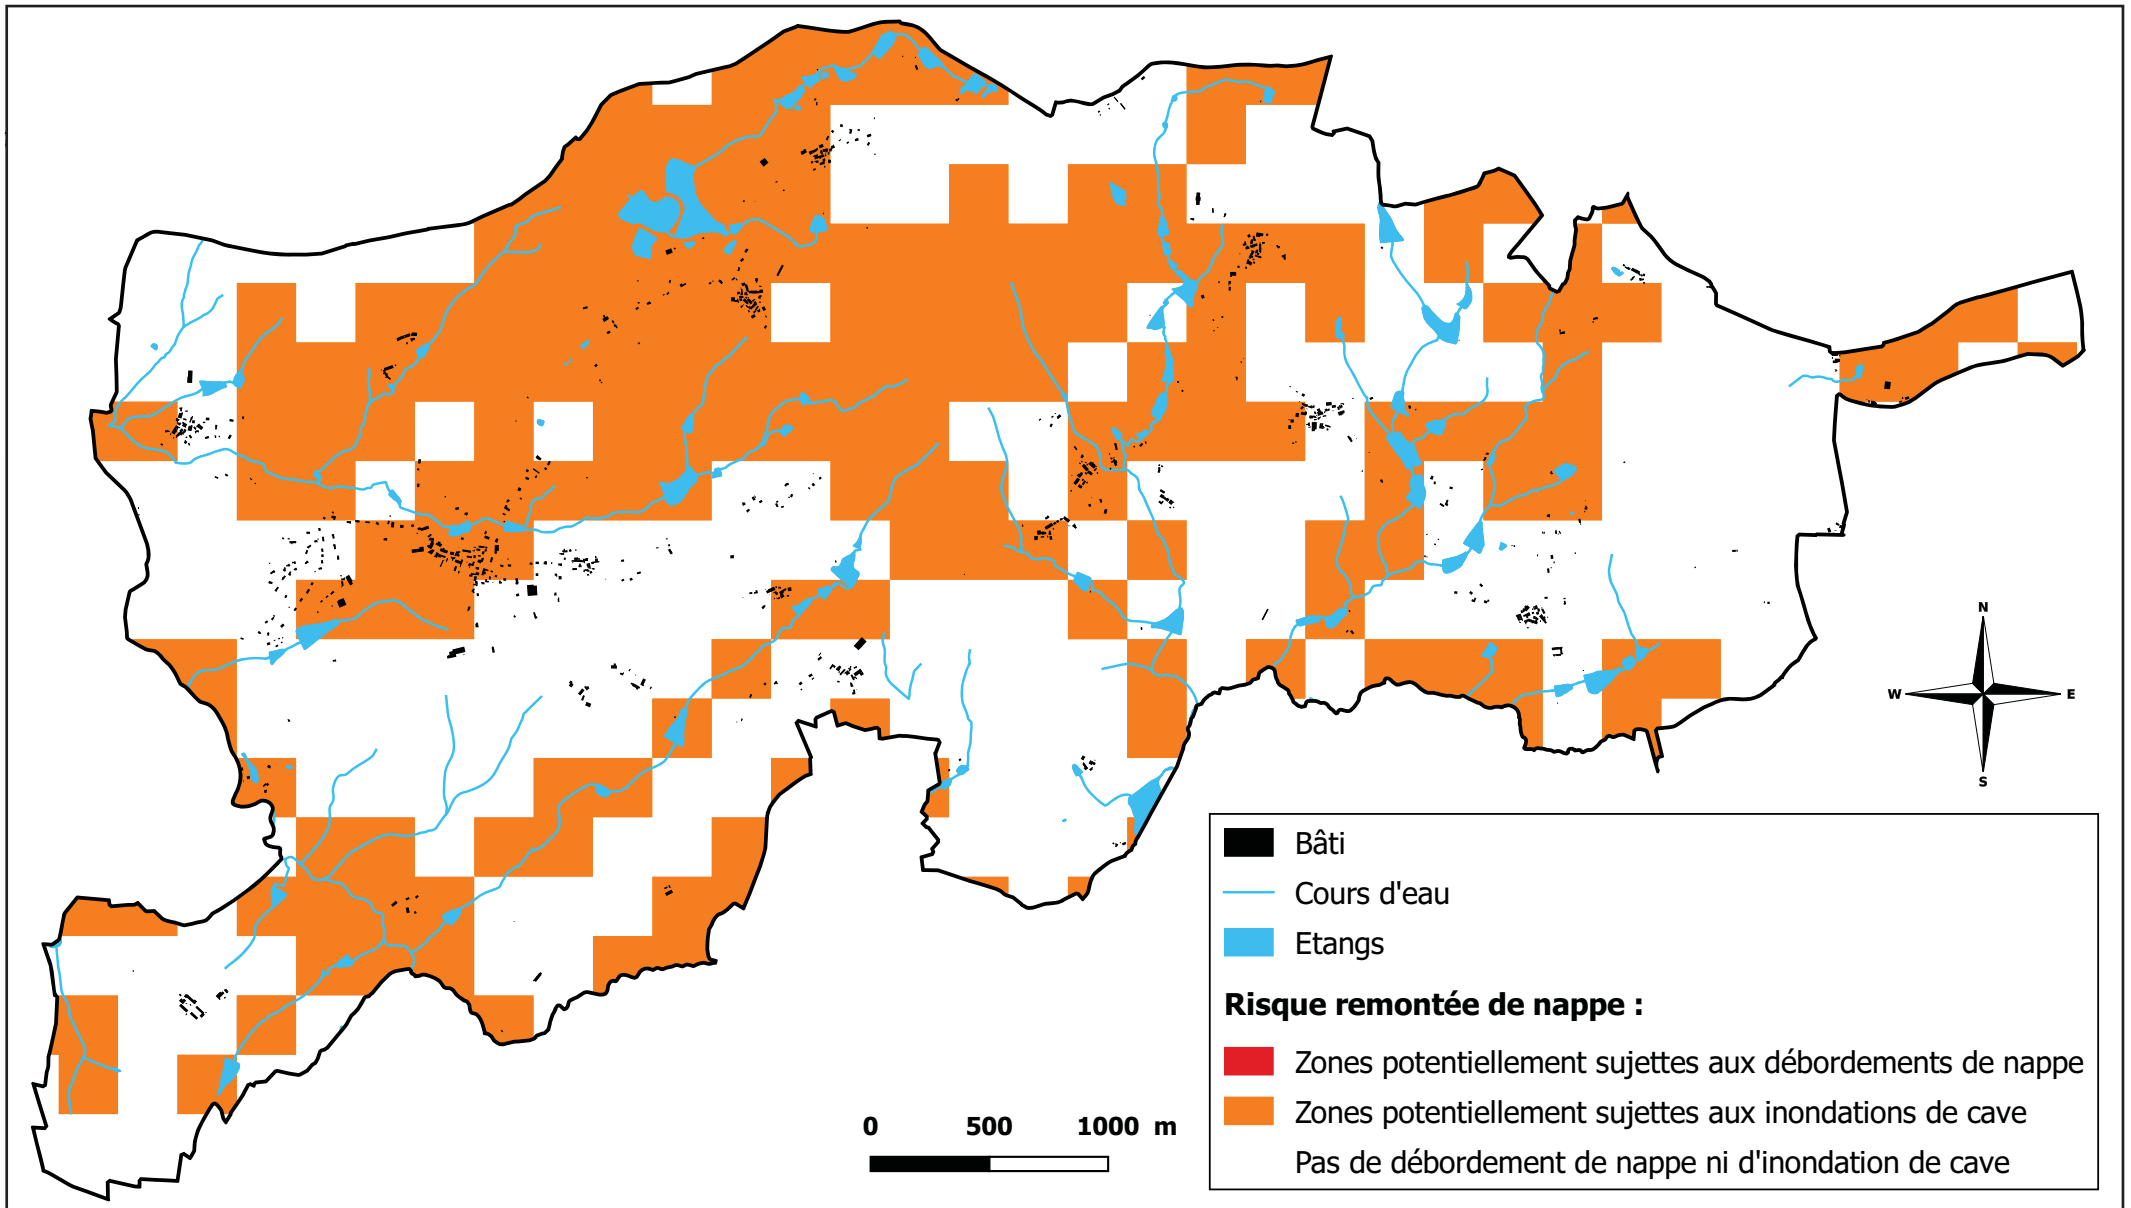 N
W E
S
Bâti
Cours d'eau
Etangs
Risque remontée de nappe :
Zones potentiellement sujettes aux débordements de nappe
Zones potentiellement sujettes aux inondations de cave
Pas de débordement de nappe ni d'inondation de cave
0 500 1000 m